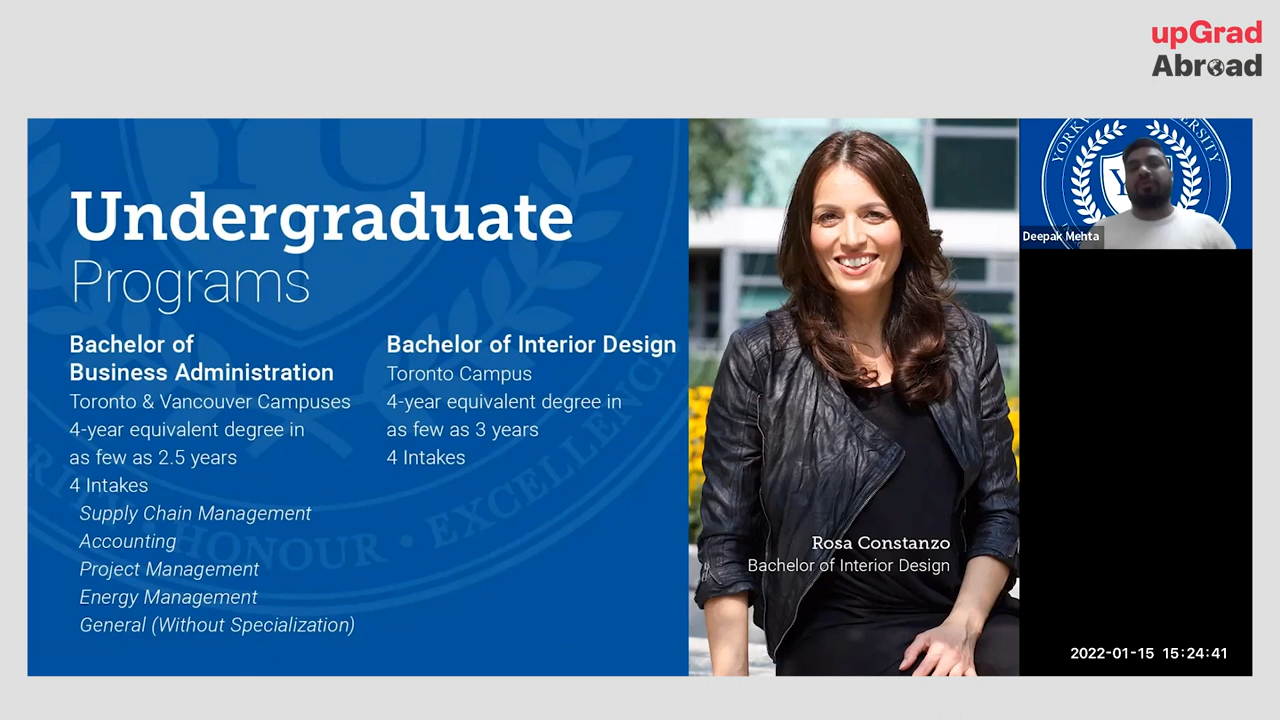 upGrad
Abroad
Undergraduate
Programs
Bachelor of
Business Administration
Toronto & Vancouver Campuses
4-year equivalent degree in
as few as 2.5 years
4 Intakes
Supply Chain Management
Accounting
Project Management
Energy Management
General (Without Specialization)
Bachelor of Interior Design
Toronto Campus
4-year equivalent degree in
as few as 3 years
4 Intakes
HONOUR • EXCELLENCE
YU
Rosa Constanzo
Bachelor of Interior Design
Deepak Mehta
2022-01-15 15:24:41